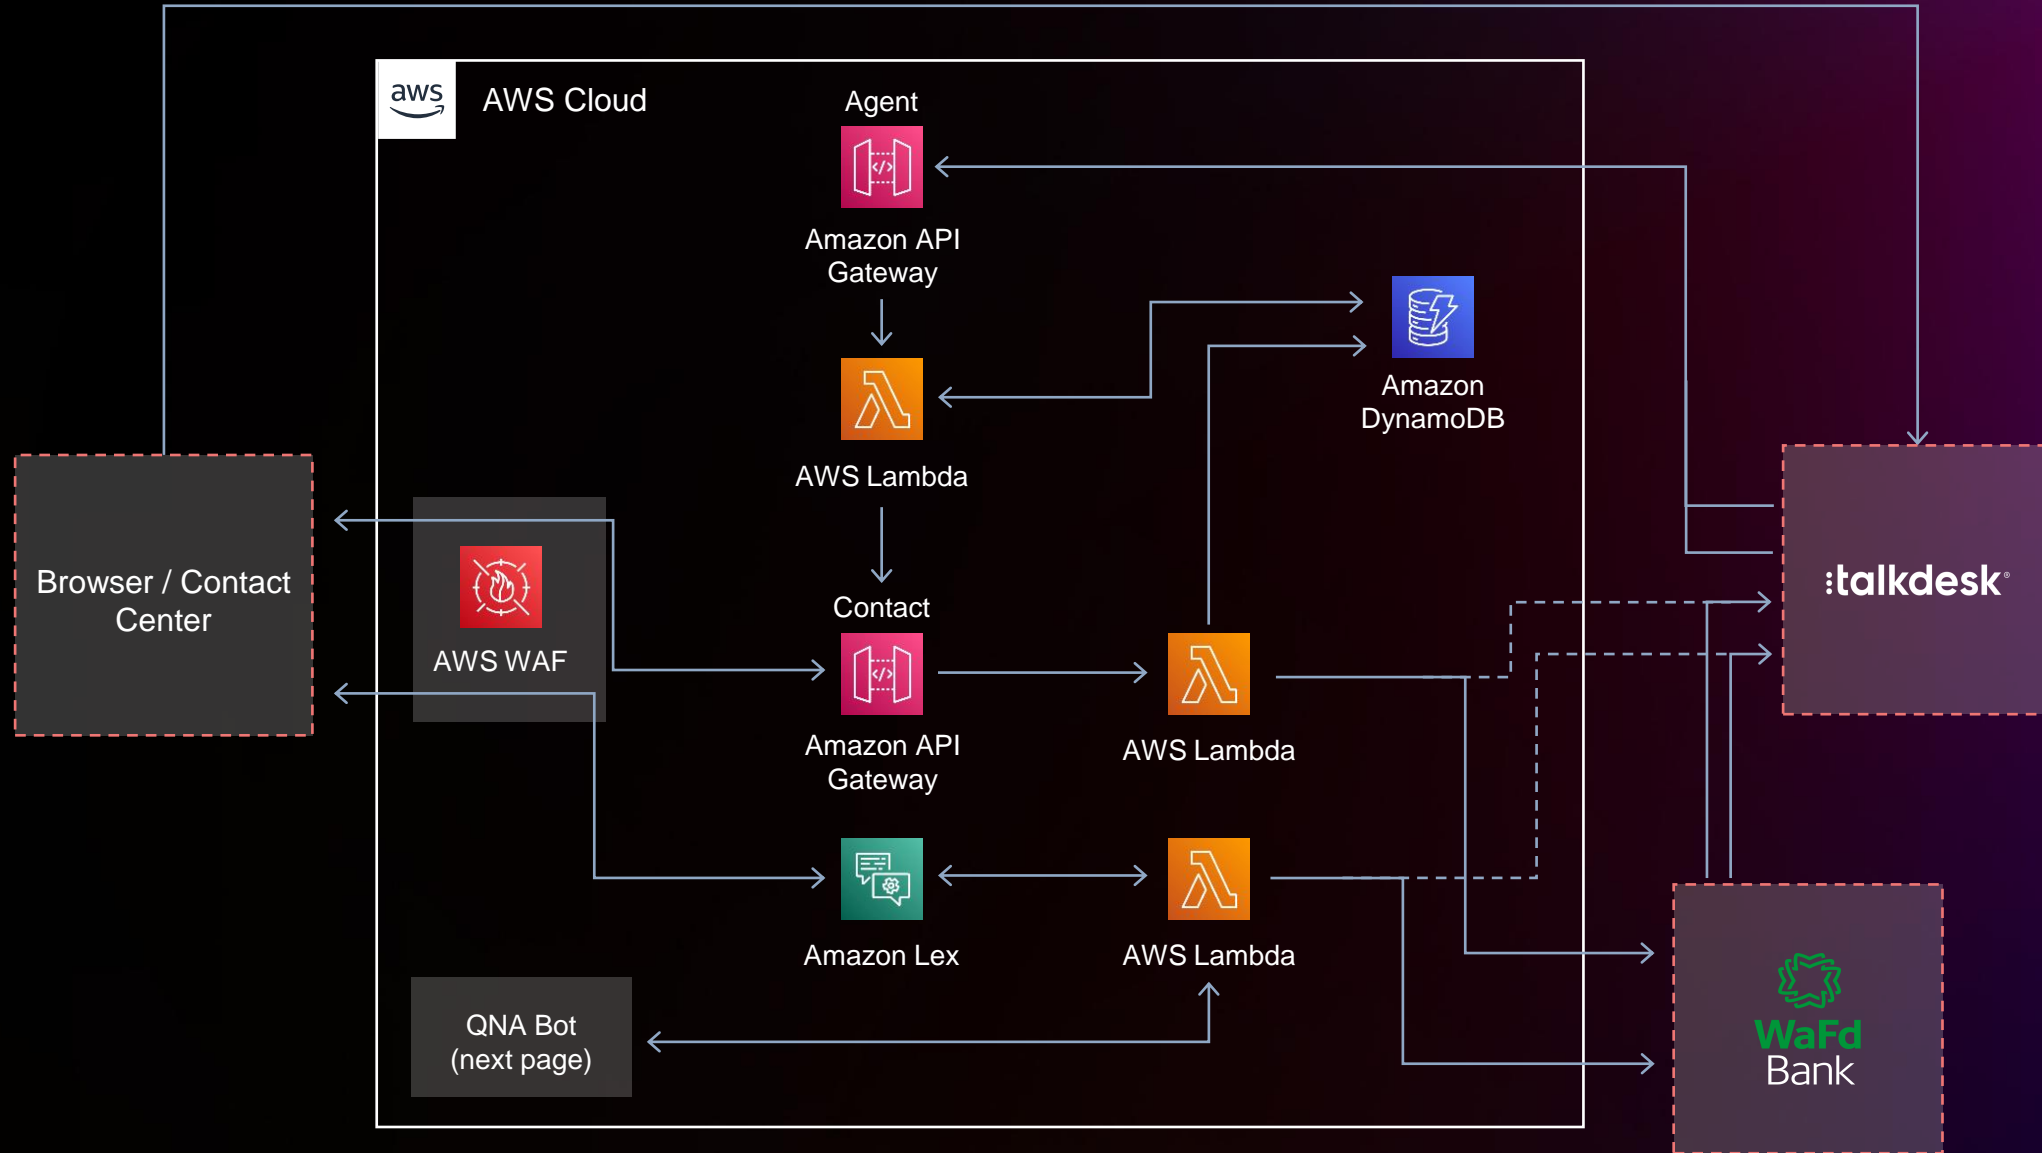 aws
AWS Cloud
Agent
Amazon API
Gateway
AWS Lambda
Amazon
DynamoDB
Browser / Contact
Center
AWS WAF
Contact
Amazon API
Gateway
AWS Lambda
:talkdesk®
Amazon Lex
AWS Lambda
QNA Bot
(next page)
WaFd
Bank